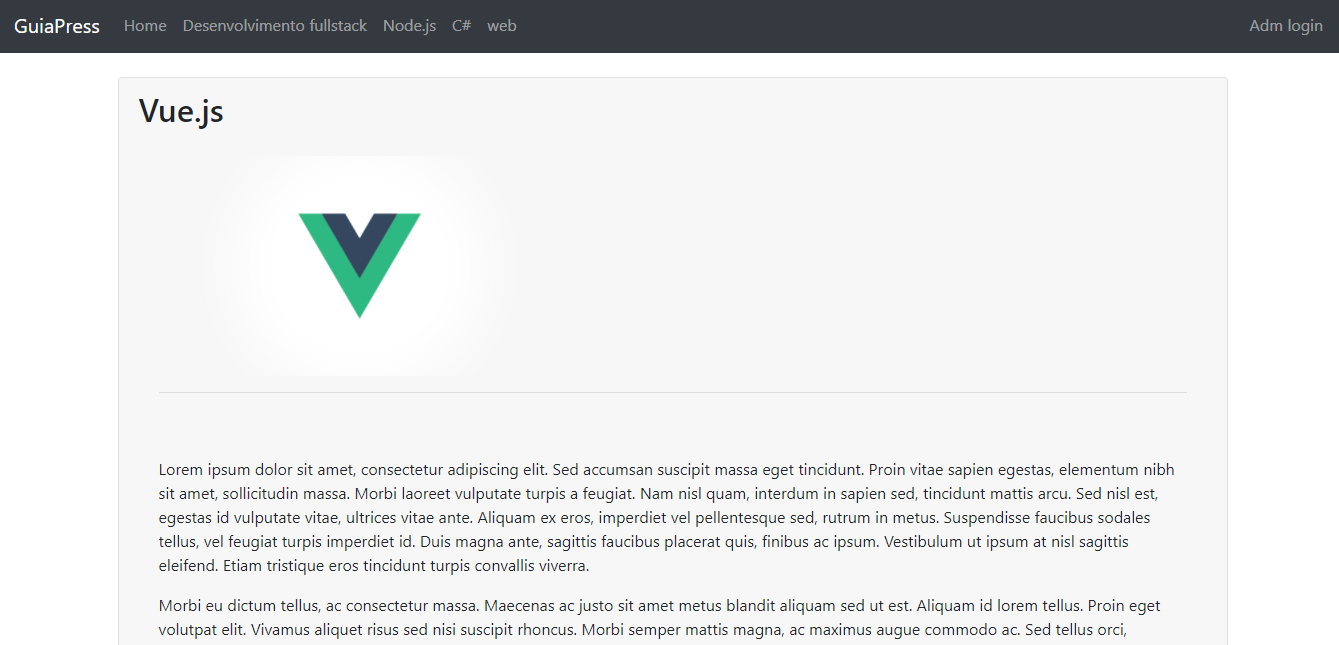 GuiaPress Home Desenvolvimento fullstack Node.js C# web Adm login
Vue.js
Lorem ipsum dolor sit amet, consectetur adipiscing elit. Sed accumsan suscipit massa eget tincidunt. Proin vitae sapien egestas, elementum nibh
sit amet, sollicitudin massa. Morbi laoreet vulputate turpis a feugiat. Nam nisl quam, interdum in sapien sed, tincidunt mattis arcu. Sed nisl est,
egestas id vulputate vitae, ultrices vitae ante. Aliquam ex eros, imperdiet vel pellentesque sed, rutrum in metus. Suspendisse faucibus sodales
tellus, vel feugiat turpis imperdiet id. Duis magna ante, sagittis faucibus placerat quis, finibus ac ipsum. Vestibulum ut ipsum at nisl sagittis
eleifend. Etiam tristique eros tincidunt turpis convallis viverra.
Morbi eu dictum tellus, ac consectetur massa. Maecenas ac justo sit amet metus blandit aliquam sed ut est. Aliquam id lorem tellus. Proin eget
volutpat elit. Vivamus aliquet risus sed nisi suscipit rhoncus. Morbi semper mattis magna, ac maximus augue commodo ac. Sed tellus orci,